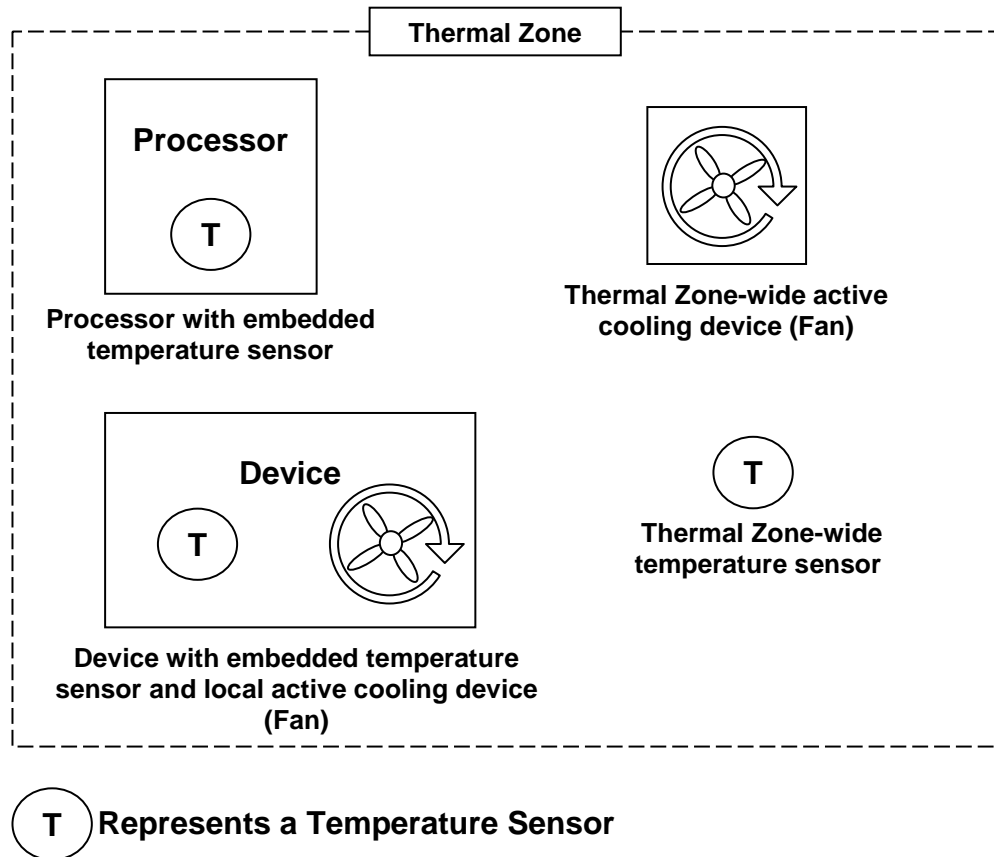 Thermal Zone
Processor
T
Processor with embedded
temperature sensor
Thermal Zone-wide active
cooling device (Fan)
Device
T
Device with embedded temperature
sensor and local active cooling device
(Fan)
T
Thermal Zone-wide
temperature sensor
T Represents a Temperature Sensor